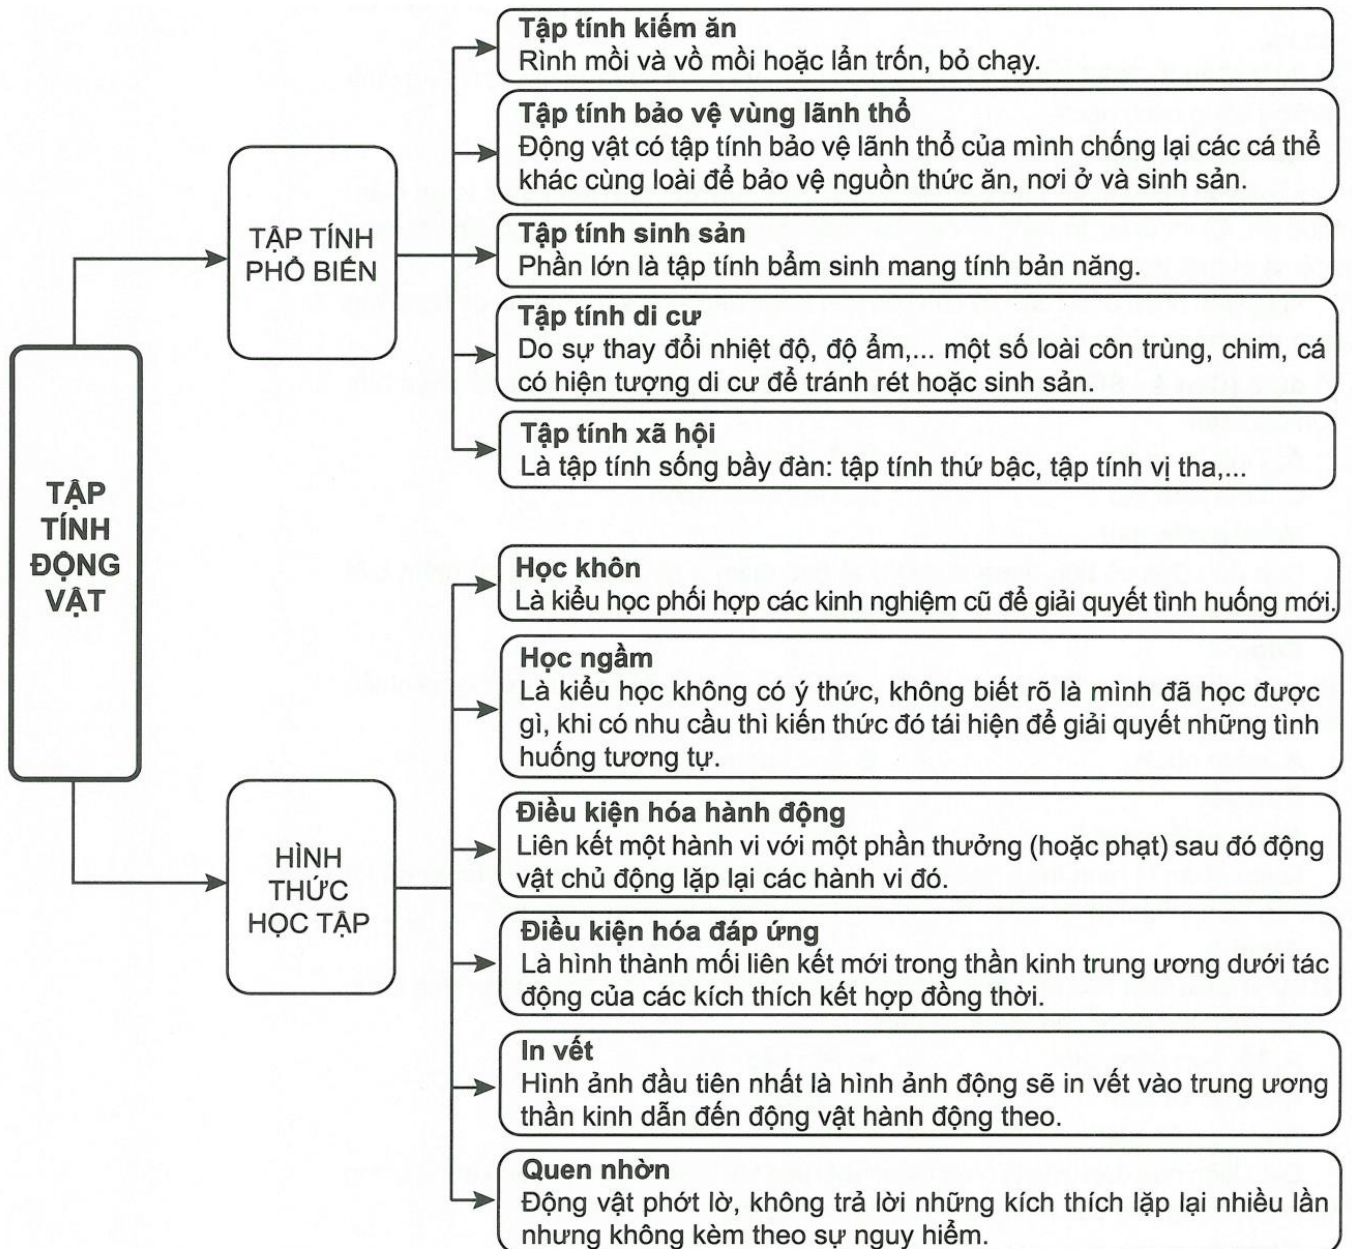 TẬP
TÍNH
ĐỘNG
VẬT
TẬP TÍNH
PHỔ BIẾN
Tập tính kiếm ăn
Rình mồi và vồ mồi hoặc lẩn trốn, bỏ chạy.
Tập tính bảo vệ vùng lãnh thổ
Động vật có tập tính bảo vệ lãnh thổ của mình chống lại các cá thể
khác cùng loài để bảo vệ nguồn thức ăn, nơi ở và sinh sản.
Tập tính sinh sản
Phần lớn là tập tính bẩm sinh mang tính bản năng.
Tập tính di cư
Do sự thay đổi nhiệt độ, độ ẩm,... một số loài côn trùng, chim, cá
có hiện tượng di cư để tránh rét hoặc sinh sản.
Tập tính xã hội
Là tập tính sống bầy đàn: tập tính thứ bậc, tập tính vị tha,...
HÌNH
THỨC
HỌC TẬP
Học khôn
Là kiểu học phối hợp các kinh nghiệm cũ để giải quyết tình huống mới.
Học ngầm
Là kiểu học không có ý thức, không biết rõ là mình đã học được
gì, khi có nhu cầu thì kiến thức đó tái hiện để giải quyết những tình
huống tương tự.
Điều kiện hóa hành động
Liên kết một hành vi với một phần thưởng (hoặc phạt) sau đó động
vật chủ động lặp lại các hành vi đó.
Điều kiện hóa đáp ứng
Là hình thành mối liên kết mới trong thần kinh trung ương dưới tác
động của các kích thích kết hợp đồng thời.
In vết
Hình ảnh đầu tiên nhất là hình ảnh động sẽ in vết vào trung ương
thần kinh dẫn đến động vật hành động theo.
Quen nhờn
Động vật phớt lờ, không trả lời những kích thích lặp lại nhiều lần
nhưng không kèm theo sự nguy hiểm.